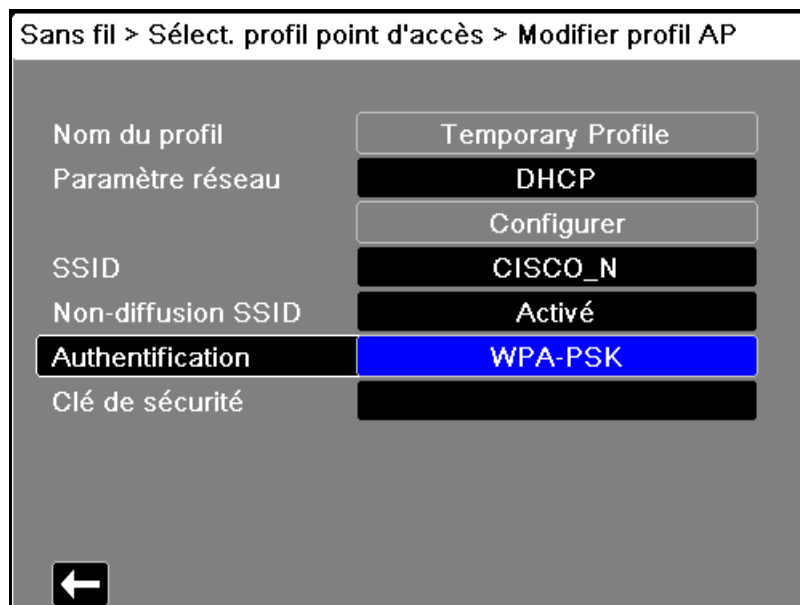 Sans fil > Sélect. profil point d'accès > Modifier profil AP
Nom du profil Temporary Profile
Paramètre réseau DHCP
Configurer
SSID CISCO_N
Non-diffusion SSID Activé
Authentification WPA-PSK
Clé de sécurité